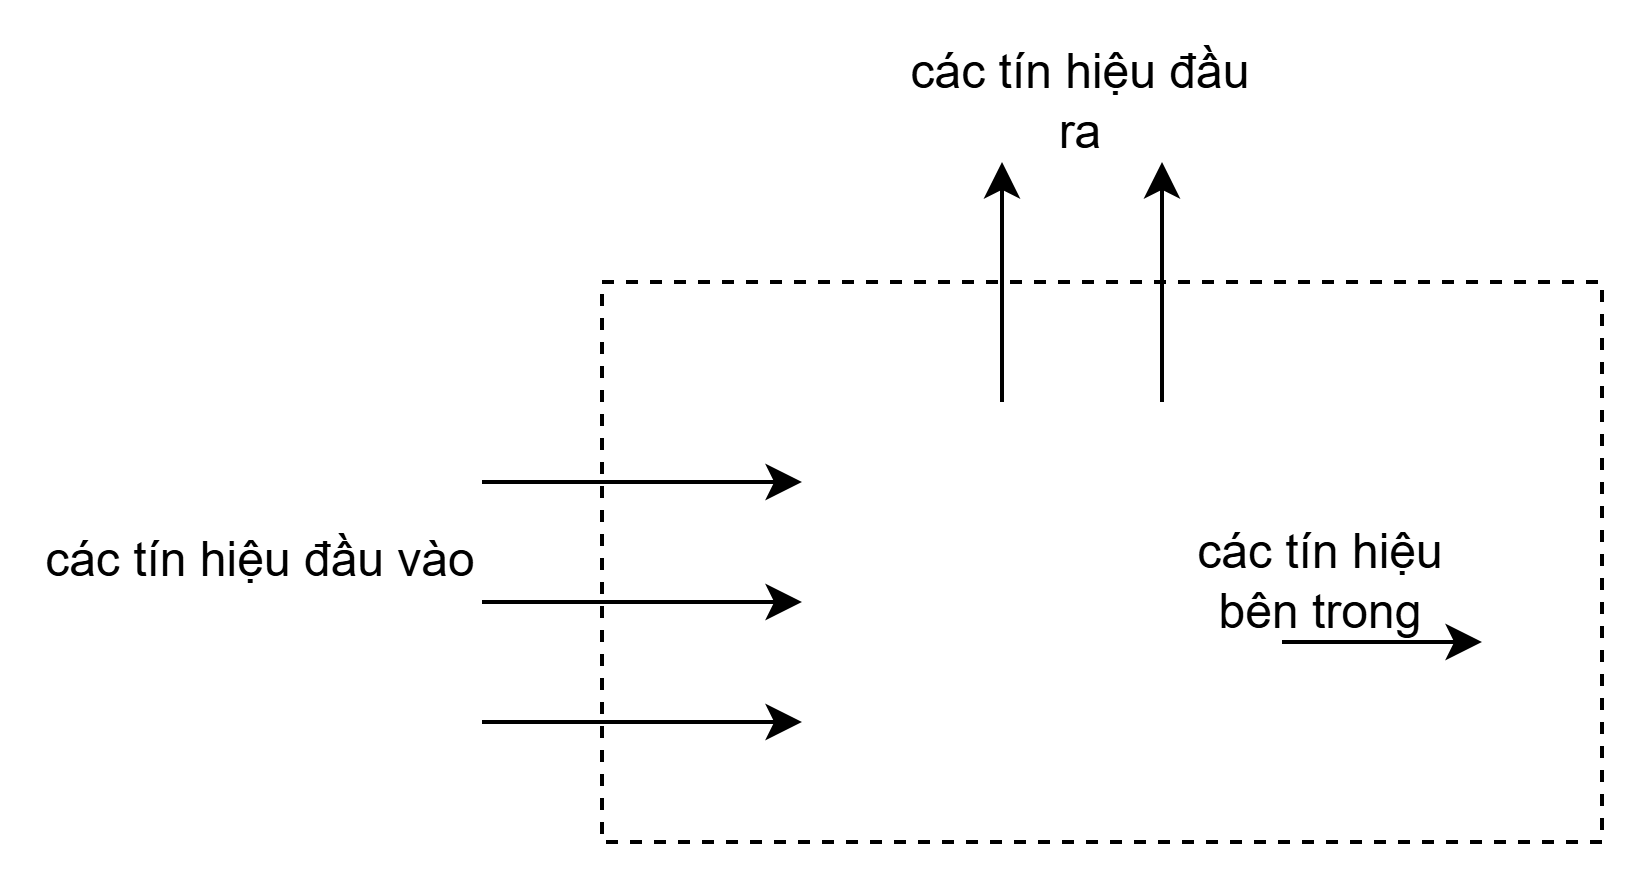 các tín hiệu đầu
ra
các tín hiệu đầu vào
các tín hiệu
bên trong